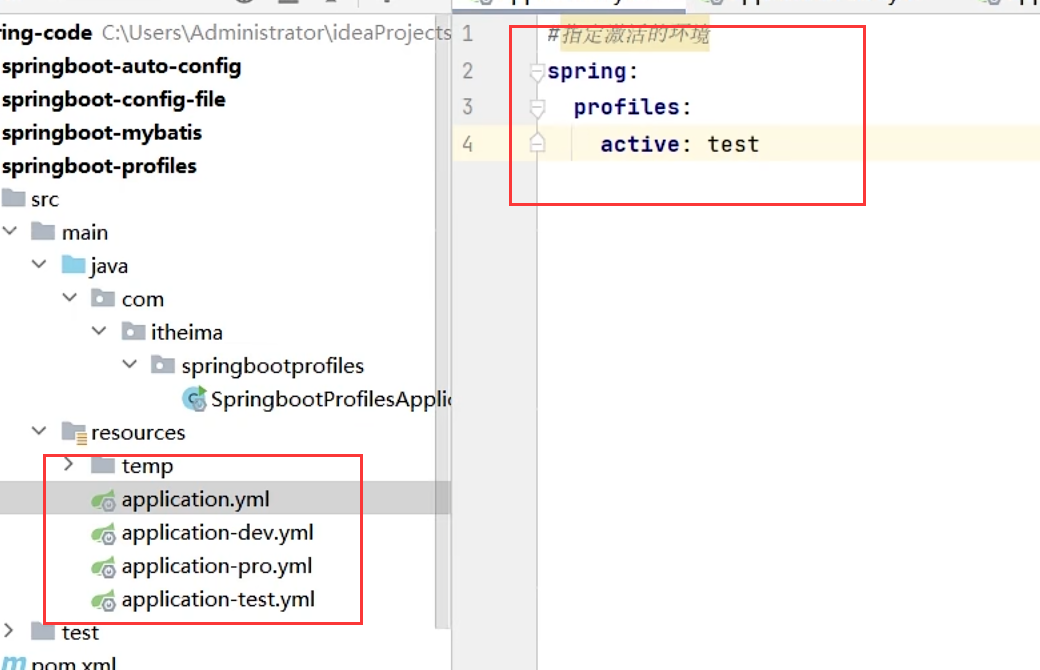 ring-code C:\Users\Administrator\ideaProjects
springboot-auto-config
springboot-config-file
springboot-mybatis
springboot-profiles
src
main
java
com
itheima
springbootprofiles
SpringbootProfilesApplic
resources
temp
application.yml
application-dev.yml
application-pro.yml
application-test.yml
test
pom.xml
1 #指定激活的环境
2 spring:
3 profiles:
4 active: test